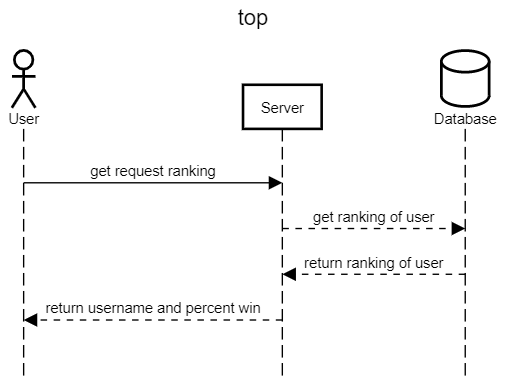 top
User
Server
Database
get request ranking
get ranking of user
return ranking of user
return username and percent win